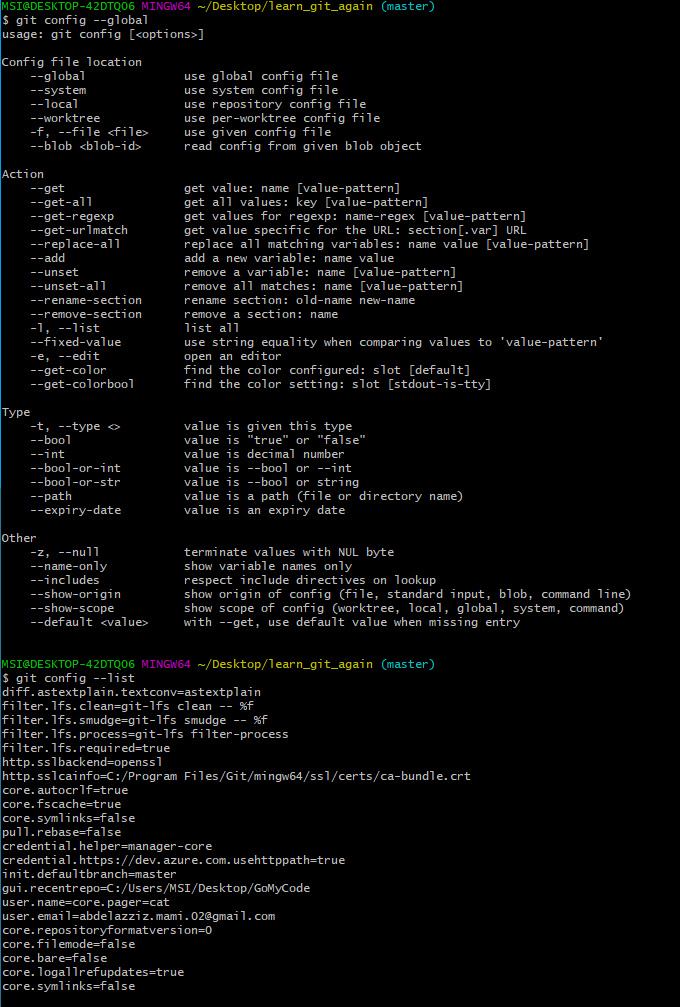 MSI@DESKTOP-42DTQO6 MINGW64 ~/Desktop/learn_git_again (master)
$ git config --global
usage: git config [<options>]

Config file location
    --global              use global config file
    --system              use system config file
    --local               use repository config file
    --worktree            use per-worktree config file
    -f, --file <file>     use given config file
    --blob <blob-id>      read config from given blob object

Action
    --get                 get value: name [value-pattern]
    --get-all             get all values: key [value-pattern]
    --get-regexp          get values for regexp: name-regex [value-pattern]
    --get-urlmatch        get value specific for the URL: section[.var] URL
    --replace-all         replace all matching variables: name value [value-pattern]
    --add                 add a new variable: name value
    --unset               remove a variable: name [value-pattern]
    --unset-all           remove all matches: name [value-pattern]
    --rename-section      rename section: old-name new-name
    --remove-section      remove a section: name
    -l, --list            list all
    --fixed-value         use string equality when comparing values to 'value-pattern'
    -e, --edit            open an editor
    --get-color           find the color configured: slot [default]
    --get-colorbool       find the color setting: slot [stdout-is-tty]

Type
    -t, --type <>         value is given this type
    --bool                value is "true" or "false"
    --int                 value is decimal number
    --bool-or-int         value is --bool or --int
    --bool-or-str         value is --bool or string
    --path                value is a path (file or directory name)
    --expiry-date         value is an expiry date

Other
    -z, --null            terminate values with NUL byte
    --name-only           show variable names only
    --includes            respect include directives on lookup
    --show-origin         show origin of config (file, standard input, blob, command line)
    --show-scope          show scope of config (worktree, local, global, system, command)
    --default <value>     with --get, use default value when missing entry

MSI@DESKTOP-42DTQO6 MINGW64 ~/Desktop/learn_git_again (master)
$ git config --list
diff.astextplain.textconv=astextplain
filter.lfs.clean=git-lfs clean -- %f
filter.lfs.smudge=git-lfs smudge -- %f
filter.lfs.process=git-lfs filter-process
filter.lfs.required=true
http.sslbackend=openssl
http.sslcainfo=C:/Program Files/Git/mingw64/ssl/certs/ca-bundle.crt
core.autocrlf=true
core.fscache=true
core.symlinks=false
pull.rebase=false
credential.helper=manager-core
credential.https://dev.azure.com.usehttppath=true
init.defaultbranch=master
gui.recentrepo=C:/Users/MSI/Desktop/GoMyCode
user.name=core.pager=cat
user.email=abdelazziz.mami.02@gmail.com
core.repositoryformatversion=0
core.filemode=false
core.bare=false
core.logallrefupdates=true
core.symlinks=false